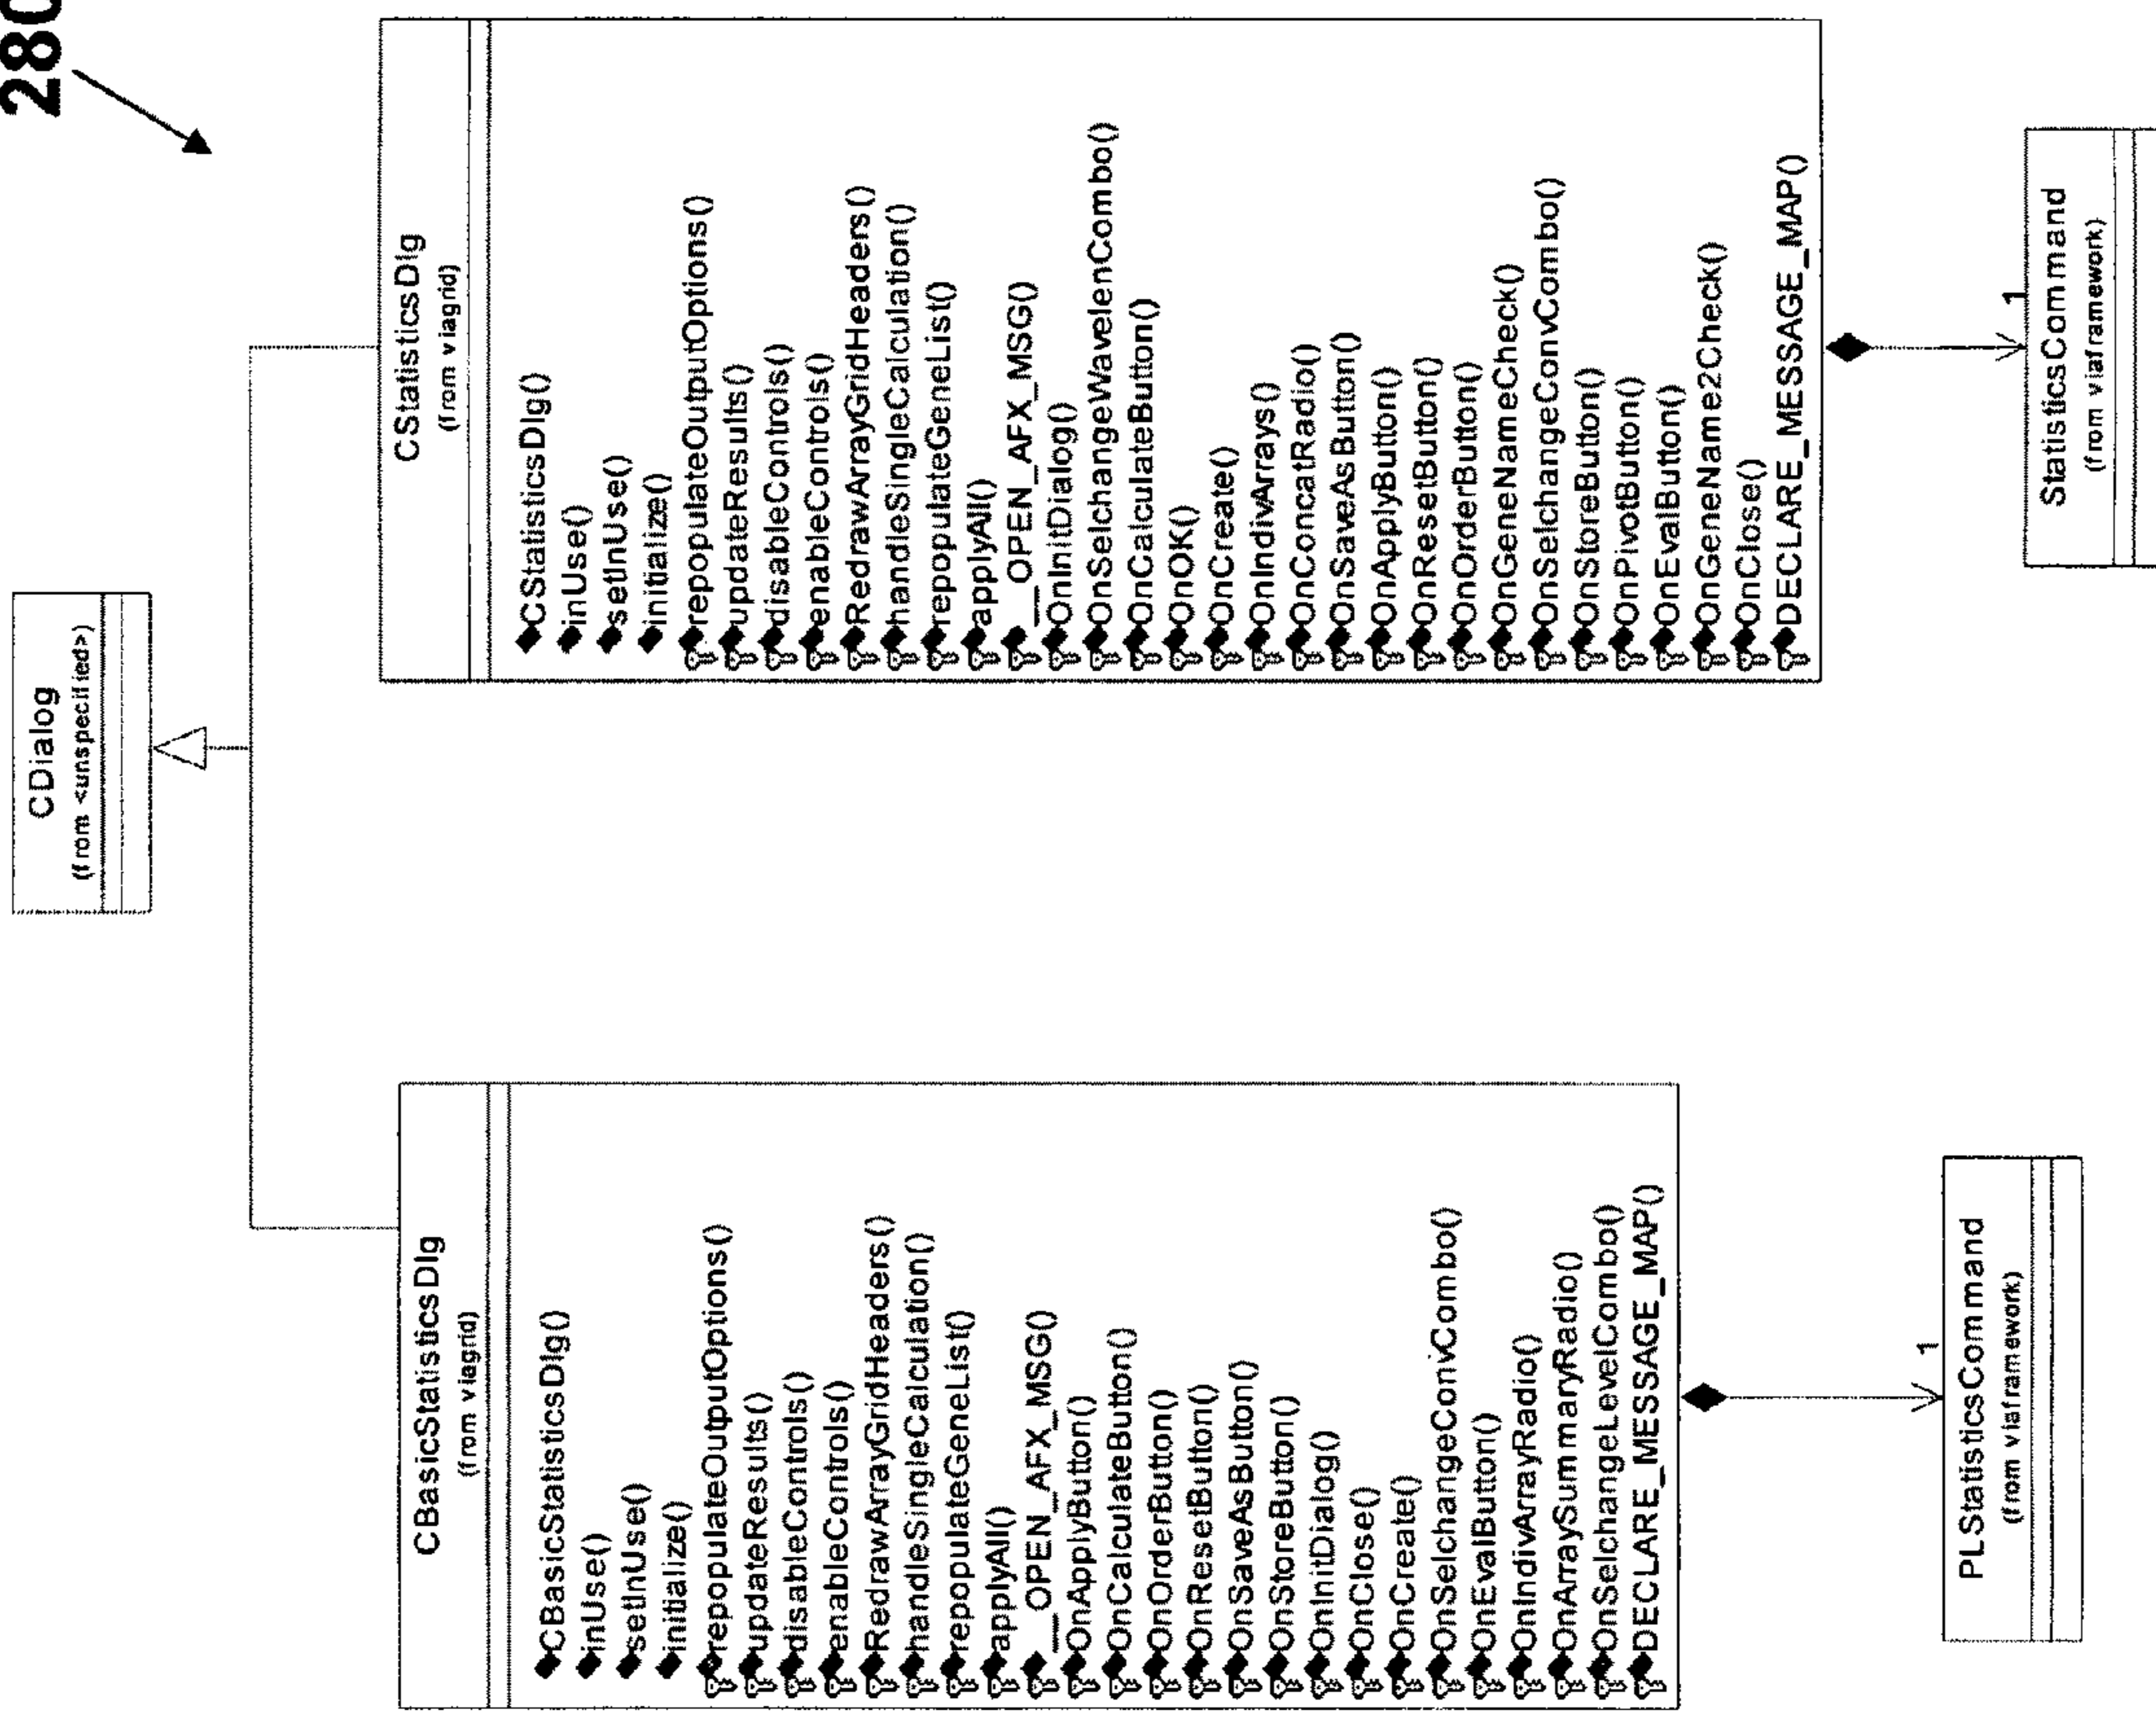 280
CDialog
(from <unspecified>)
CBasicStatisticsDlg
(from viagrid)
CBasicStatisticsDlg()
inUse()
setInUse()
initialize()
repopulateOutputOptions()
updateResults()
disableControls()
enableControls()
RedrawArrayGridHeaders()
handleSingleCalculation()
repopulateGeneList()
applyAll()
__OPEN_AFX_MSG()
OnApplyButton()
OnCalculateButton()
OnOrderButton()
OnResetButton()
OnSaveAsButton()
OnStoreButton()
OnInitDialog()
OnClose()
OnCreate()
OnSelchangeConvCombo()
OnEvalButton()
OnIndivArrayRadio()
OnArraySummaryRadio()
OnSelchangeLevelCombo()
DECLARE_MESSAGE_MAP()
1
PLStatisticsCommand
(from viaframework)
CStatisticsDlg
(from viagrid)
CStatisticsDlg()
inUse()
setInUse()
initialize()
repopulateOutputOptions()
updateResults()
disableControls()
enableControls()
RedrawArrayGridHeaders()
handleSingleCalculation()
repopulateGeneList()
applyAll()
__OPEN_AFX_MSG()
OnInitDialog()
OnSelchangeWavelenCombo()
OnCalculateButton()
OnOK()
OnCreate()
OnIndivArrays()
OnConcatRadio()
OnSaveAsButton()
OnApplyButton()
OnResetButton()
OnOrderButton()
OnGeneNameCheck()
OnSelchangeConvCombo()
OnStoreButton()
OnPivotButton()
OnEvalButton()
OnGeneName2Check()
OnClose()
DECLARE_MESSAGE_MAP()
1
StatisticsCommand
(from viaframework)